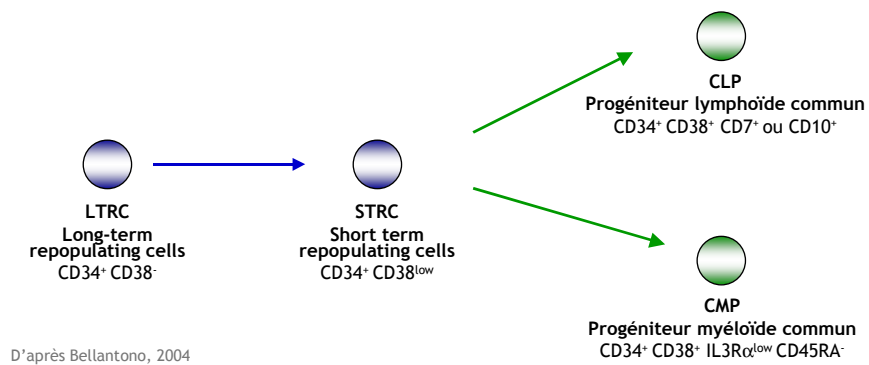 CLP
Progéniteur lymphoïde commun
CD34⁺ CD38⁺ CD7⁺ ou CD10⁺
LTRC
Long-term
repopulating cells
CD34⁺ CD38⁻
STRC
Short term
repopulating cells
CD34⁺ CD38ˡᵒʷ
CMP
Progéniteur myéloïde commun
CD34⁺ CD38⁺ IL3Rαˡᵒʷ CD45RA⁻
D’après Bellantono, 2004